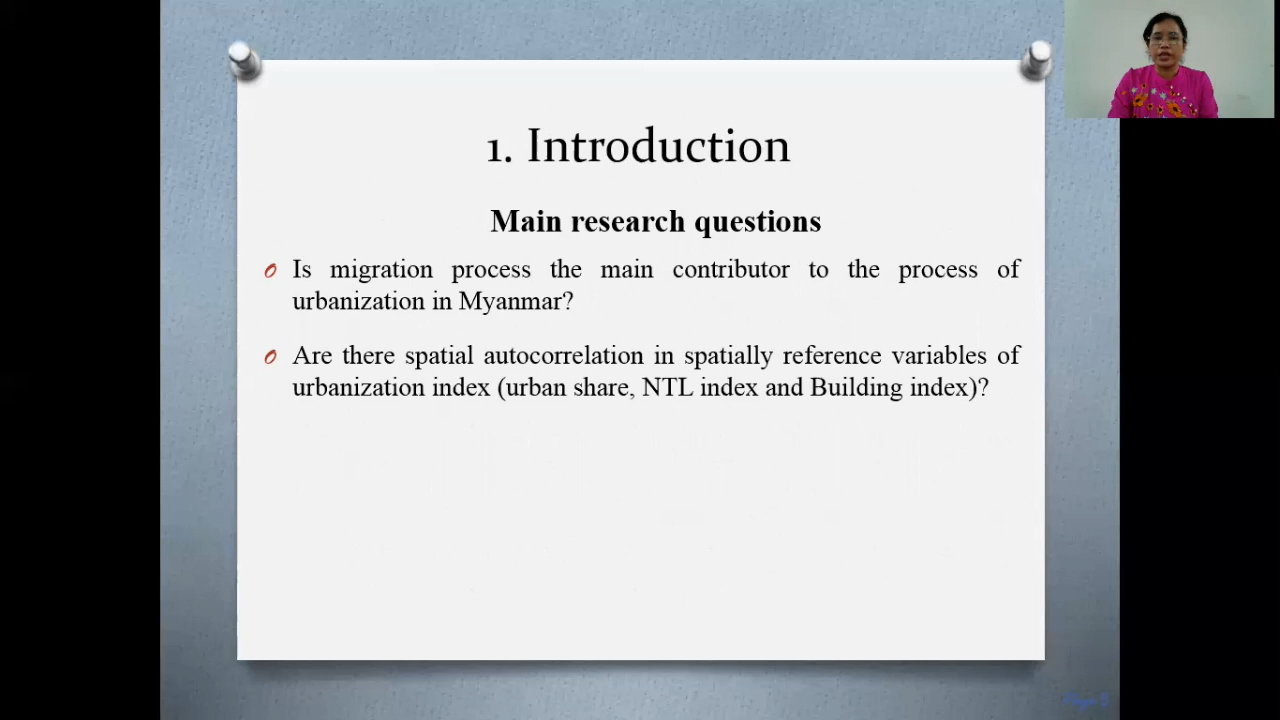 1. Introduction
Main research questions
Is migration process the main contributor to the process of
urbanization in Myanmar?
Are there spatial autocorrelation in spatially reference variables of
urbanization index (urban share, NTL index and Building index)?